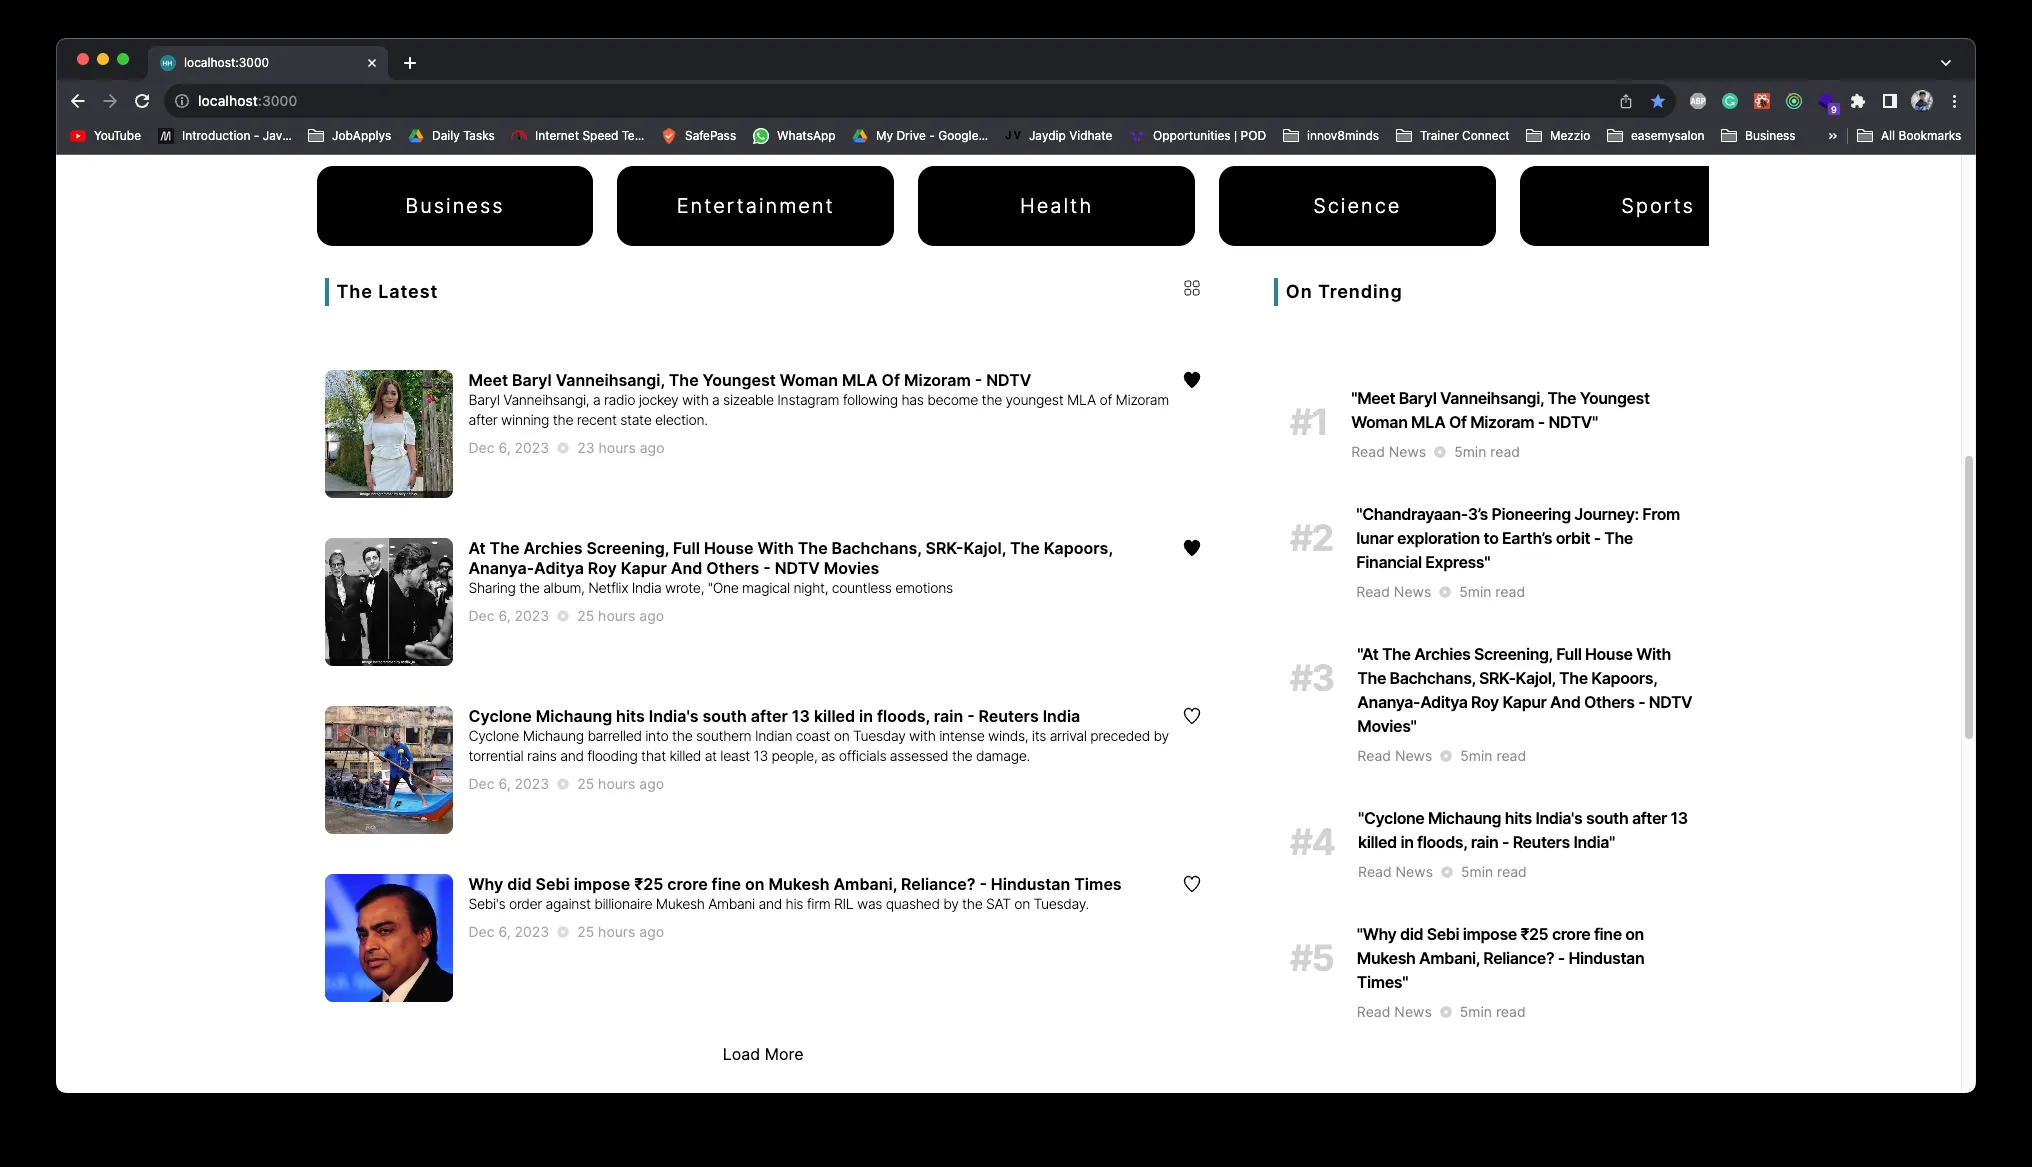 localhost:3000
localhost:3000
ABP
9
YouTube
Introduction - Jav...
JobApplys
Daily Tasks
Internet Speed Te...
SafePass
WhatsApp
My Drive - Google...
JV
Jaydip Vidhate
Opportunities | POD
innov8minds
Trainer Connect
Mezzio
easemysalon
Business
»
All Bookmarks
Business
Entertainment
Health
Science
Sports
The Latest
Meet Baryl Vanneihsangi, The Youngest Woman MLA Of Mizoram - NDTV
Baryl Vanneihsangi, a radio jockey with a sizeable Instagram following has become the youngest MLA of Mizoram
after winning the recent state election.
Dec 6, 2023 23 hours ago
At The Archies Screening, Full House With The Bachchans, SRK-Kajol, The Kapoors,
Ananya-Aditya Roy Kapur And Others - NDTV Movies
Sharing the album, Netflix India wrote, "One magical night, countless emotions
Dec 6, 2023 25 hours ago
Cyclone Michaung hits India's south after 13 killed in floods, rain - Reuters India
Cyclone Michaung barrelled into the southern Indian coast on Tuesday with intense winds, its arrival preceded by
torrential rains and flooding that killed at least 13 people, as officials assessed the damage.
Dec 6, 2023 25 hours ago
Why did Sebi impose ₹25 crore fine on Mukesh Ambani, Reliance? - Hindustan Times
Sebi's order against billionaire Mukesh Ambani and his firm RIL was quashed by the SAT on Tuesday.
Dec 6, 2023 25 hours ago
Load More
On Trending
#1
"Meet Baryl Vanneihsangi, The Youngest
Woman MLA Of Mizoram - NDTV"
Read News 5min read
#2
"Chandrayaan-3’s Pioneering Journey: From
lunar exploration to Earth’s orbit - The
Financial Express"
Read News 5min read
#3
"At The Archies Screening, Full House With
The Bachchans, SRK-Kajol, The Kapoors,
Ananya-Aditya Roy Kapur And Others - NDTV
Movies"
Read News 5min read
#4
"Cyclone Michaung hits India's south after 13
killed in floods, rain - Reuters India"
Read News 5min read
#5
"Why did Sebi impose ₹25 crore fine on
Mukesh Ambani, Reliance? - Hindustan
Times"
Read News 5min read